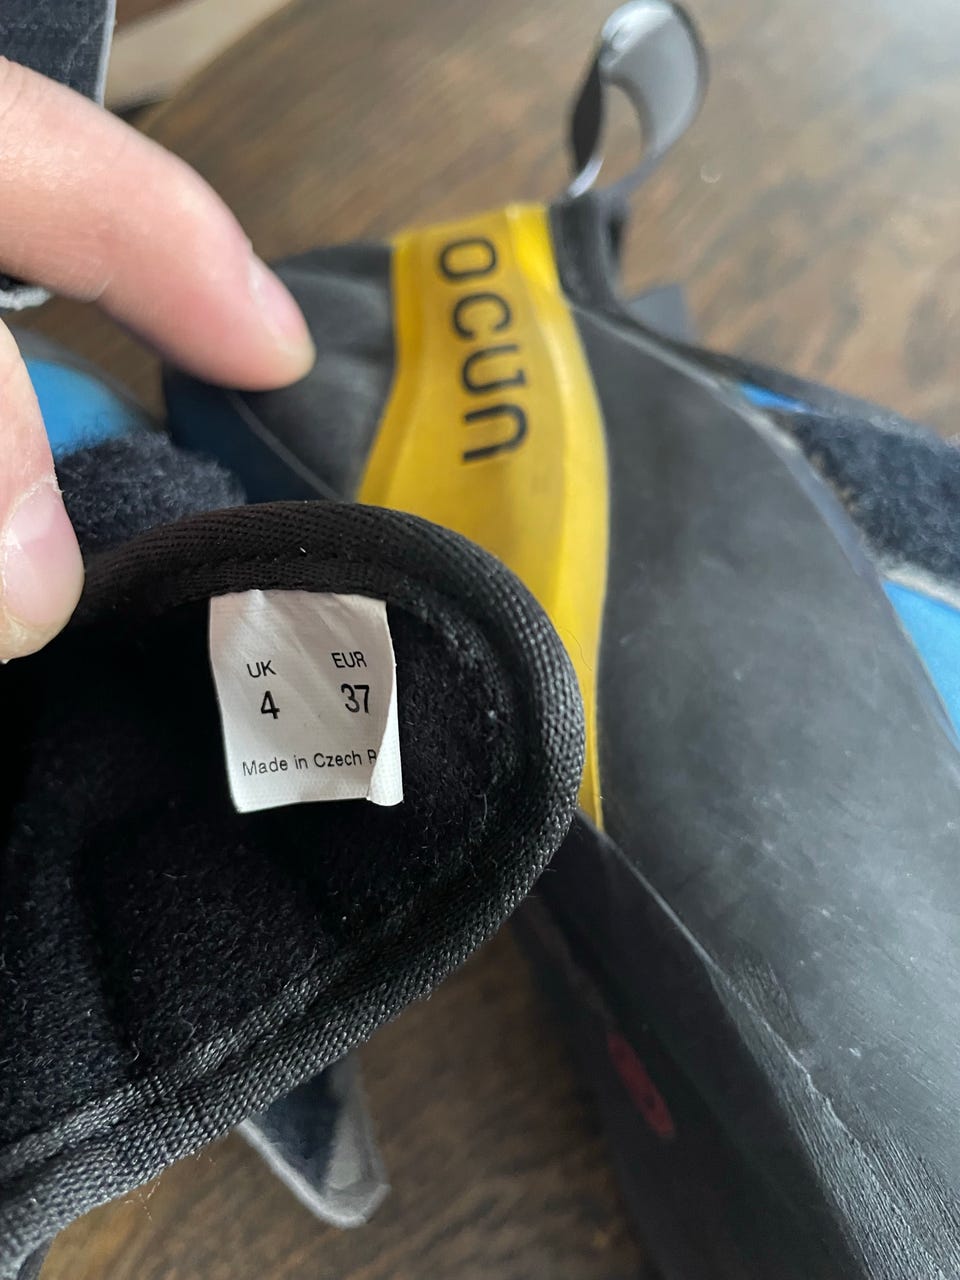 OCUN
UK EUR
4 37
Made in Czech R